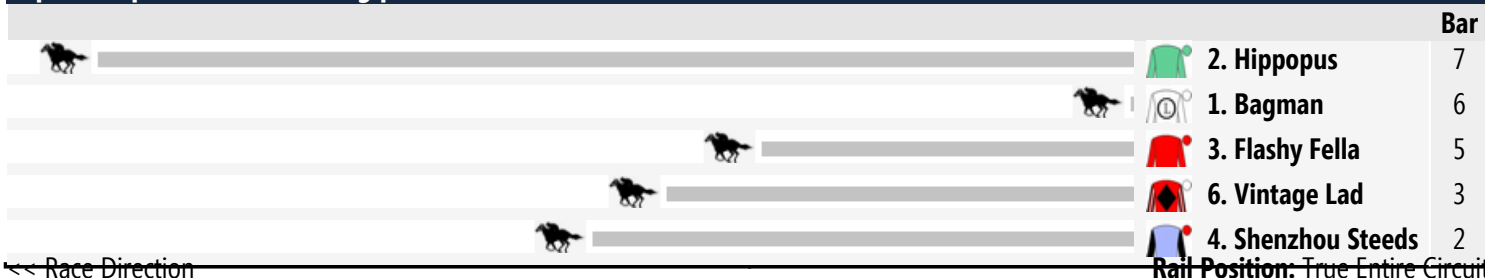 Bar
2. Hippopus 7
L
1. Bagman 6
3. Flashy Fella 5
6. Vintage Lad 3
4. Shenzhou Steeds 2
<< Race Direction Rail Position: True Entire Circuit